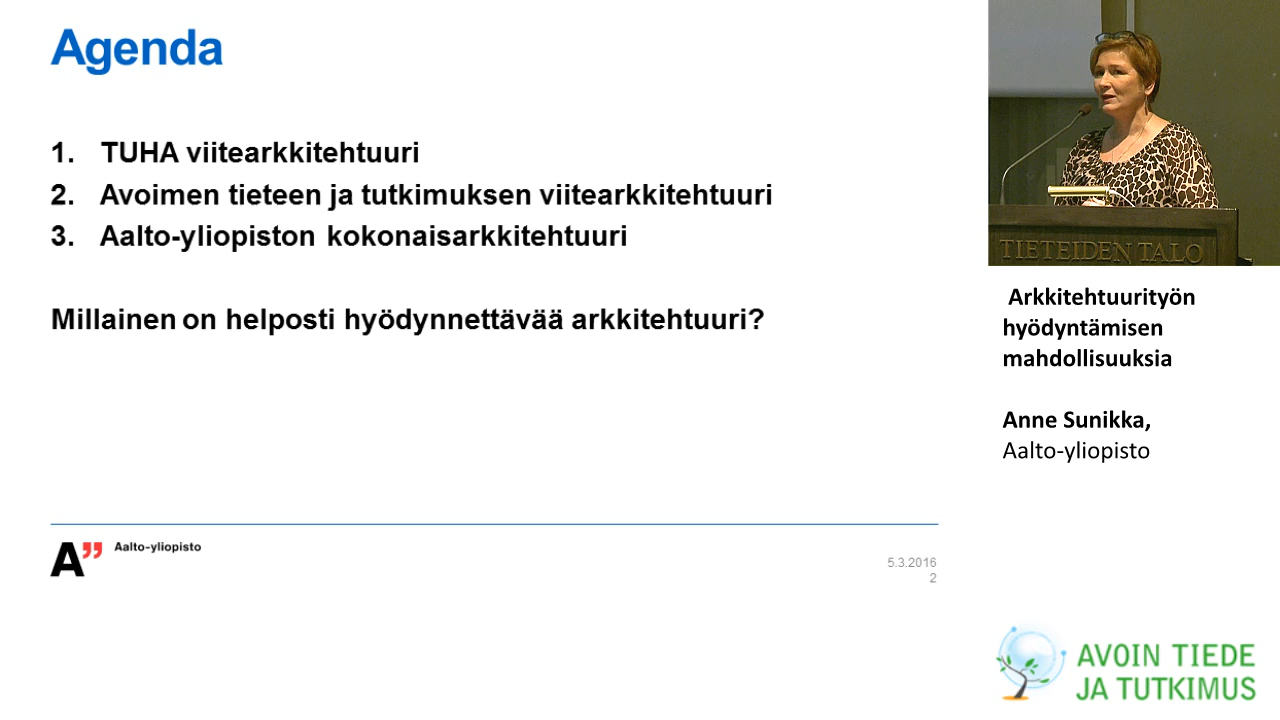 Agenda
1. TUHA viitearkkitehtuuri
2. Avoimen tieteen ja tutkimuksen viitearkkitehtuuri
3. Aalto-yliopiston kokonaisarkkitehtuuri
Millainen on helposti hyödynnettävää arkkitehtuuri?
A”
Aalto-yliopisto
5.3.2016
2
TIETEIDEN TALO
Arkkitehtuurityön
hyödyntämisen
mahdollisuuksia
Anne Sunikka,
Aalto-yliopisto
AVOIN TIEDE
JA TUTKIMUS